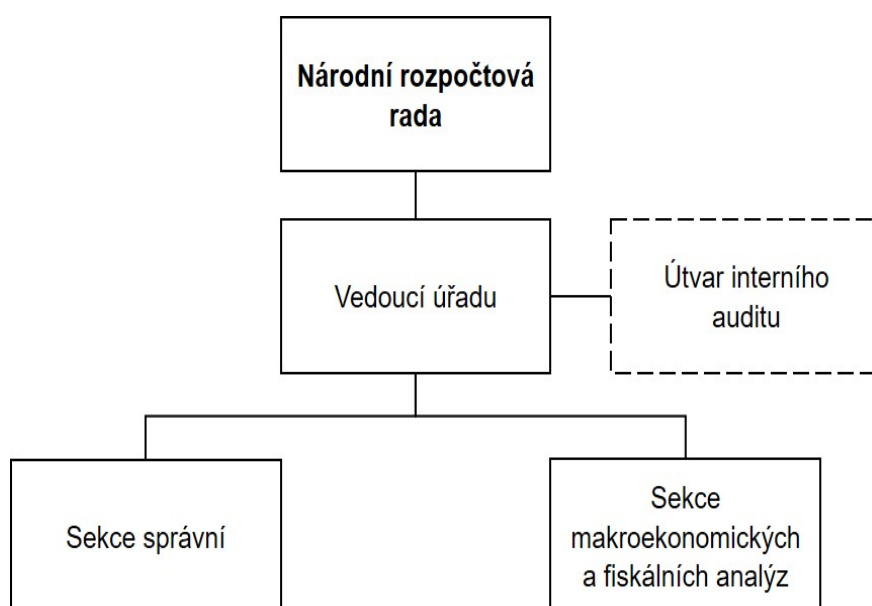 Národní rozpočtová
rada
Vedoucí úřadu
Útvar interního
auditu
Sekce správní
Sekce
makroekonomických
a fiskálních analýz